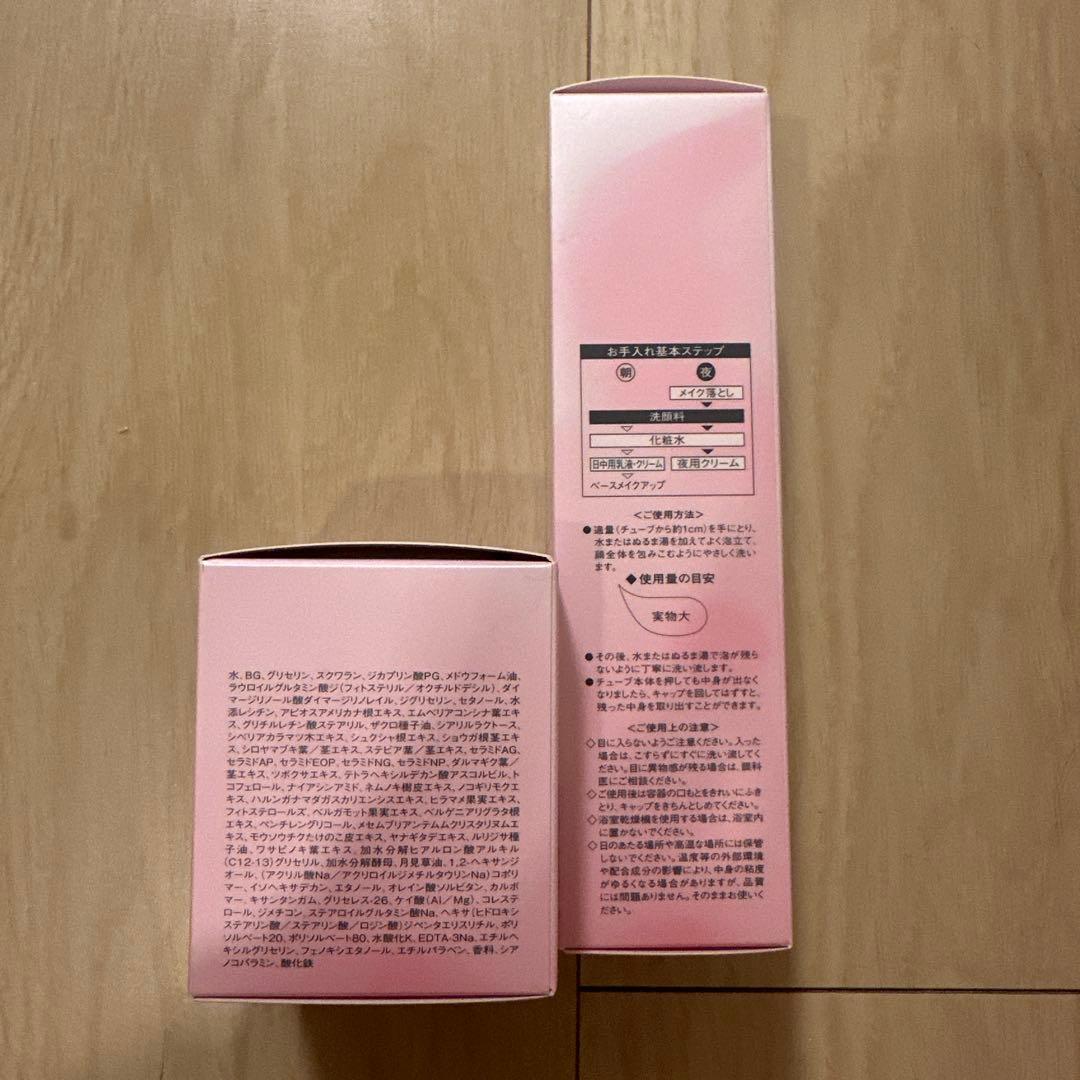 お手入れ基本ステップ
朝 夜
メイク落とし
洗顔料
化粧水
日中用乳液・クリーム 夜用クリーム
ベースメイクアップ
<ご使用方法>
●適量(チューブから約1cm)を手にとり、
水またはぬるま湯を加えてよく泡立て、
顔全体を包みこむようにやさしく洗い
ます。
◆使用量の目安
実物大
●その後、水またはぬるま湯で泡が残ら
ないように丁寧に洗い流します。
●チューブ本体を押しても中身が出なく
なりましたら、キャップを回してはずすと、
残った中身を取り出すことができます。
<ご使用上の注意>
◇目に入らないようご注意ください。入った
場合は、こすらずにすぐに洗い流してく
ださい。目に異物感が残る場合は、眼科
医にご相談ください。
◇ご使用後は容器の口もとをきれいにふき
とり、キャップをきちんとしめてください。
◇浴室乾燥機を使用する場合は、浴室内
に置かないでください。
◇日のあたる場所や高温な場所には保管
しないでください。温度等の外部環境
や配合成分の影響により、中身の粘度
がゆるくなる場合がありますが、品質
には問題ありません。そのままお使いく
ださい。
水、BG、グリセリン、スクワラン、ジカプリン酸PG、メドウフォーム油、
ラウロイルグルタミン酸ジ(フィトステリル/オクチルドデシル)、ダイ
マージリノール酸ダイマージリノレイル、ジグリセリン、セタノール、水
添レシチン、アピオスアメリカナ根エキス、エムベリアコンシナ葉エキ
ス、グリチルレチン酸ステアリル、ザクロ種子油、シアリルラクトース、
シベリアカラマツ木エキス、シュクシャ根エキス、ショウガ根茎エキ
ス、シロヤマブキ葉/茎エキス、ステビア葉/茎エキス、セラミドAG、
セラミドAP、セラミドEOP、セラミドNG、セラミドNP、ダルマギク葉/
茎エキス、ツボクサエキス、テトラヘキシルデカン酸アスコルビル、ト
コフェロール、ナイアシンアミド、ネムノキ樹皮エキス、ノコギリモクエ
キス、ハルンガナマダガスカリエンシスエキス、ヒラマメ果実エキス、
フィトステロールズ、ベルガモット果実エキス、ベルゲニアリグラタ根
エキス、ペンチレングリコール、メセムブリアンテムムクリスタリヌムエ
キス、モウソウチクたけのこ皮エキス、ヤナギタデエキス、ルリジサ種
子油、ワサビノキ葉エキス、加水分解ヒアルロン酸アルキル
(C12-13)グリセリル、加水分解酵母、月見草油、1,2-ヘキサンジ
オール、(アクリル酸Na/アクリロイルジメチルタウリンNa)コポリ
マー、イソヘキサデカン、エタノール、オレイン酸ソルビタン、カルボ
マー、キサンタンガム、グリセレス-26、ケイ酸(Al/Mg)、コレステ
ロール、ジメチコン、ステアロイルグルタミン酸Na、ヘキサ(ヒドロキシ
ステアリン酸/ステアリン酸/ロジン酸)ジペンタエリスリチル、ポリ
ソルベート20、ポリソルベート80、水酸化K、EDTA-3Na、エチルヘ
キシルグリセリン、フェノキシエタノール、エチルパラベン、香料、シア
ノコバラミン、酸化鉄